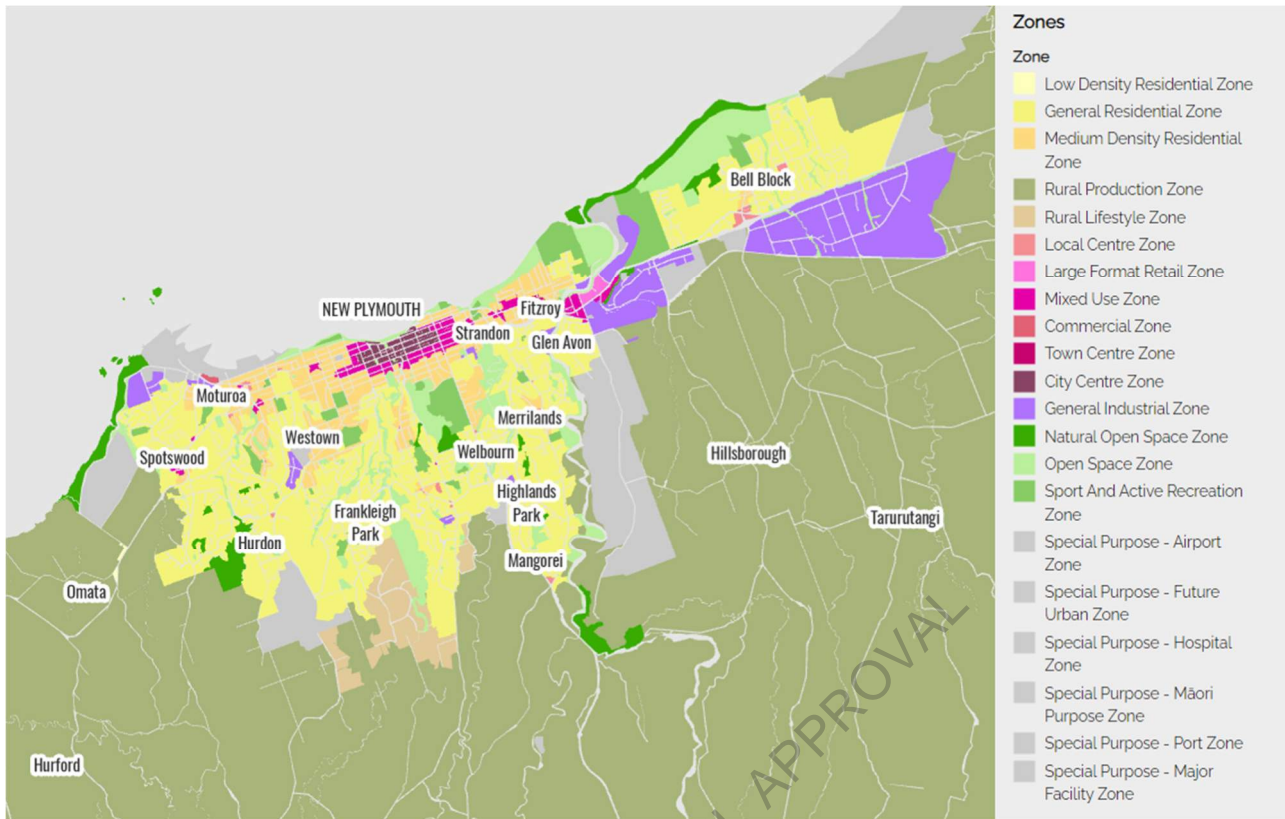 Zones
Zone
Low Density Residential Zone
General Residential Zone
Medium Density Residential
Zone
Rural Production Zone
Rural Lifestyle Zone
Local Centre Zone
Large Format Retail Zone
Mixed Use Zone
Commercial Zone
Town Centre Zone
City Centre Zone
General Industrial Zone
Natural Open Space Zone
Open Space Zone
Sport And Active Recreation
Zone
Special Purpose - Airport
Zone
Special Purpose - Future
Urban Zone
Special Purpose - Hospital
Zone
Special Purpose - Māori
Purpose Zone
Special Purpose - Port Zone
Special Purpose - Major
Facility Zone
Bell Block
NEW PLYMOUTH
Fitzroy
Strandon
Glen Avon
Moturoa
Merrilands
Westown
Welbourn
Spotswood
Hillsborough
Highlands
Park
Frankleigh
Park
Tarurutangi
Hurdon
Mangorei
Omata
Hurford
APPROVAL